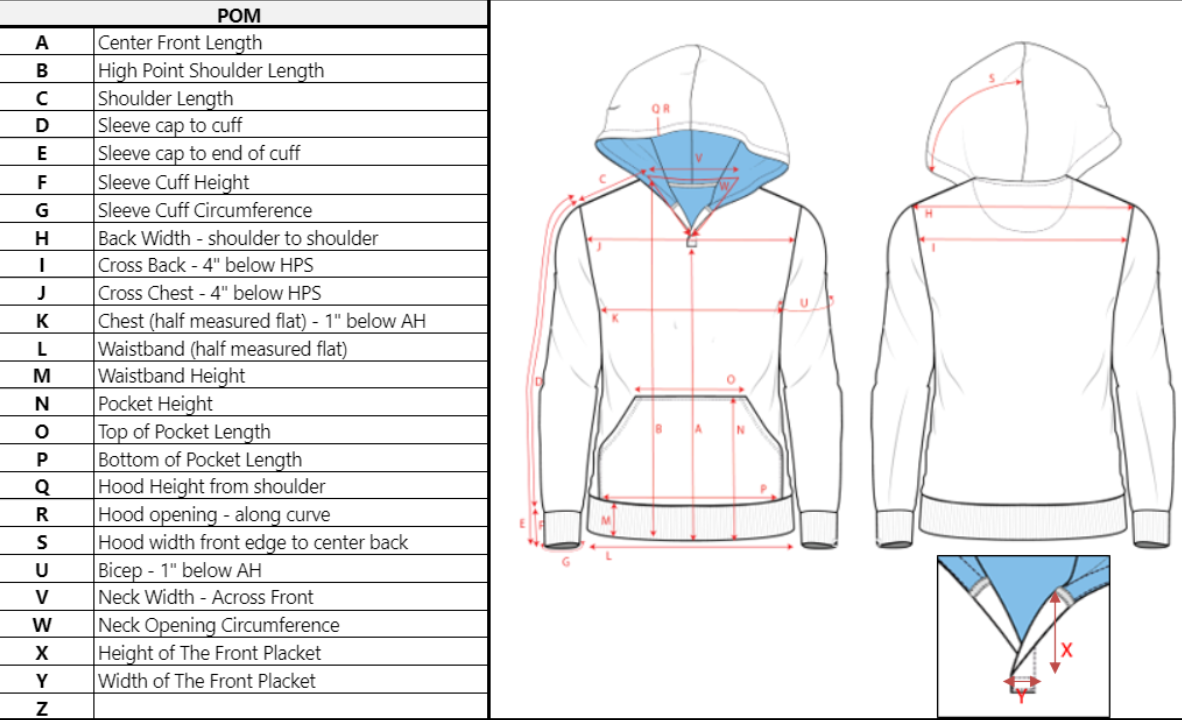 POM
A Center Front Length
B High Point Shoulder Length
C Shoulder Length
D Sleeve cap to cuff
E Sleeve cap to end of cuff
F Sleeve Cuff Height
G Sleeve Cuff Circumference
H Back Width - shoulder to shoulder
I Cross Back - 4" below HPS
J Cross Chest - 4" below HPS
K Chest (half measured flat) - 1" below AH
L Waistband (half measured flat)
M Waistband Height
N Pocket Height
O Top of Pocket Length
P Bottom of Pocket Length
Q Hood Height from shoulder
R Hood opening - along curve
S Hood width front edge to center back
U Bicep - 1" below AH
V Neck Width - Across Front
W Neck Opening Circumference
X Height of The Front Placket
Y Width of The Front Placket
Z
Q R
V
C
W
J
K
U
L
D
O
B
A
N
P
E
F
M
G
L
S
H
I
X
Y